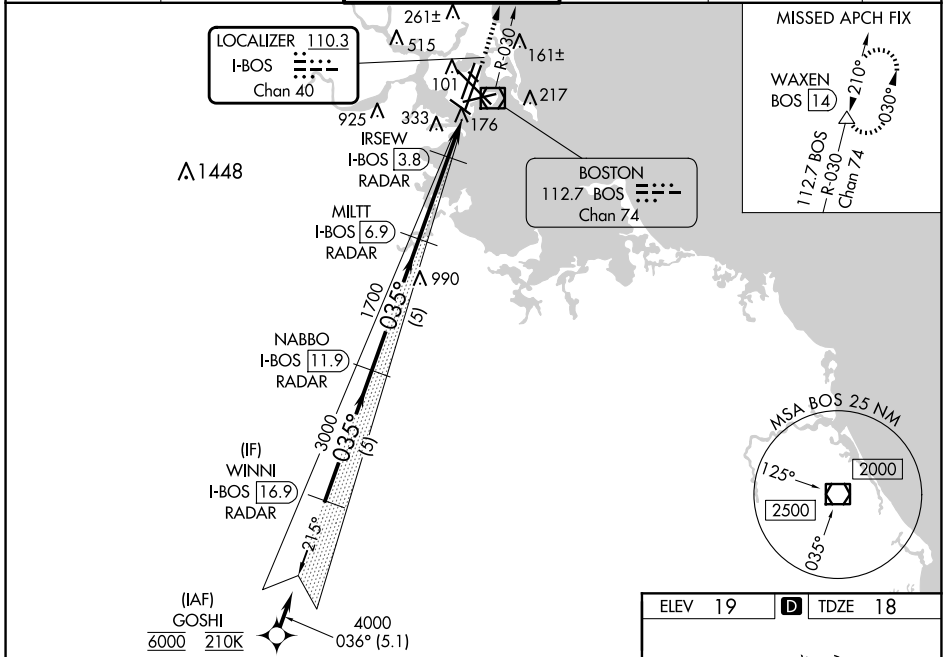 261±
515
LOCALIZER 110.3
I-BOS
Chan 40
R-030
161±
101
217
925
333
176
IRSEW
I-BOS 3.8
RADAR
1448
BOSTON
112.7 BOS
Chan 74
MILTT
I-BOS 6.9
RADAR
990
1700
035°
(5)
NABBO
I-BOS 11.9
RADAR
3000
035°
(5)
(IF)
WINNI
I-BOS 16.9
RADAR
215°
(IAF)
GOSHI
6000 210K
4000
036° (5.1)
MISSED APCH FIX
WAXEN
BOS 14
210°
030°
112.7 BOS
R-030
Chan 74
MSA BOS 25 NM
125°
2000
2500
035°
ELEV 19 D TDZE 18